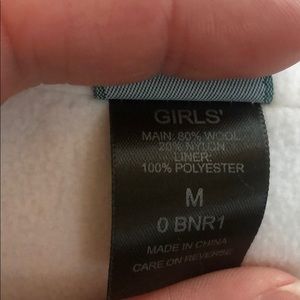 GIRLS'
MAIN: 80% WOOL
20% NYLON
LINER:
100% POLYESTER
M
0 BNR1
MADE IN CHINA
CARE ON REVERSE